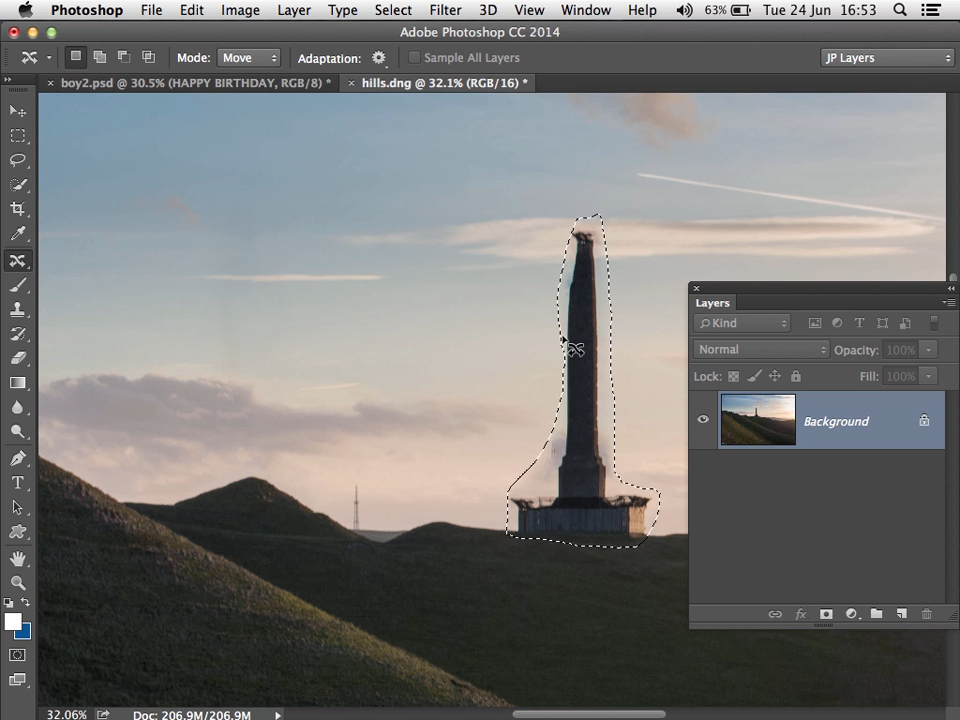 Photoshop File Edit Image Layer Type Select Filter 3D View Window Help 63% Tue 24 Jun 16:53
Adobe Photoshop CC 2014
Mode: Move Adaptation: Sample All Layers JP Layers
boy2.psd @ 30.5% (HAPPY BIRTHDAY, RGB/8) * hills.dng @ 32.1% (RGB/16) *
Layers
Kind
Normal Opacity: 100%
Lock: Fill: 100%
Background
32.06% Doc: 206.9M/206.9M